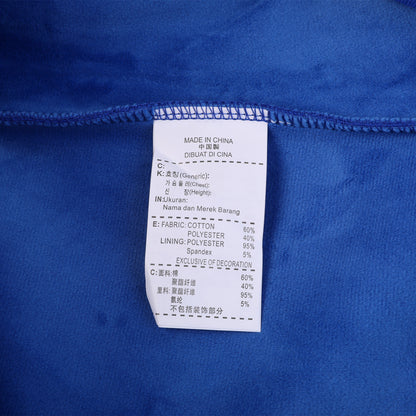 MADE IN CHINA
中国製
DIBUAT DI CINA
C:
K: 호칭(Generic):
가슴둘레(Chest):
신 장(Height):
IN:Ukuran:
Nama dan Merek Barang
E: FABRIC: COTTON 60%
POLYESTER 40%
LINING: POLYESTER 95%
Spandex 5%
EXCLUSIVE OF DECORATION
C: 面料: 棉 60%
聚酯纤维 40%
里料: 聚酯纤维 95%
氨纶 5%
不包括装饰部分